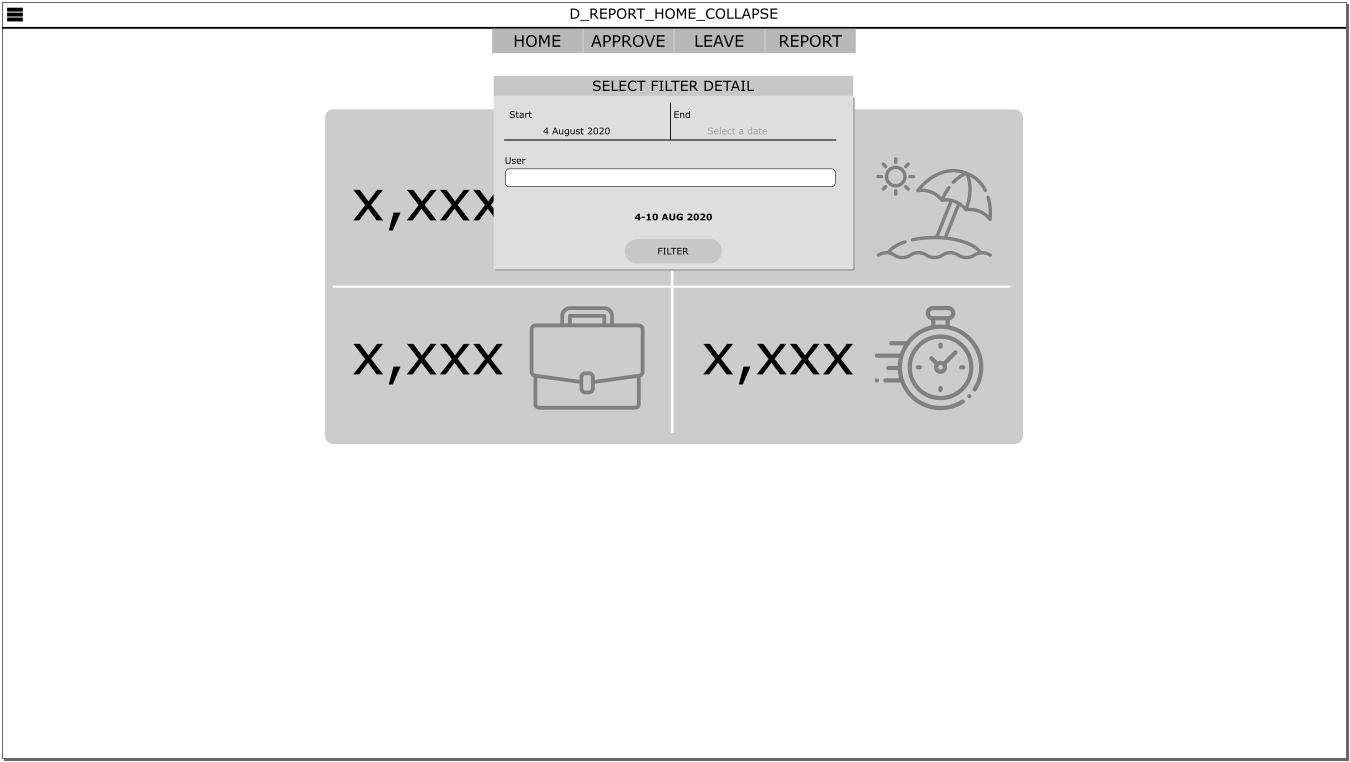 D_REPORT_HOME_COLLAPSE
HOME APPROVE LEAVE REPORT
SELECT FILTER DETAIL
Start End
4 August 2020 Select a date
User
x,xxx
4-10 AUG 2020
FILTER
x,xxx x,xxx